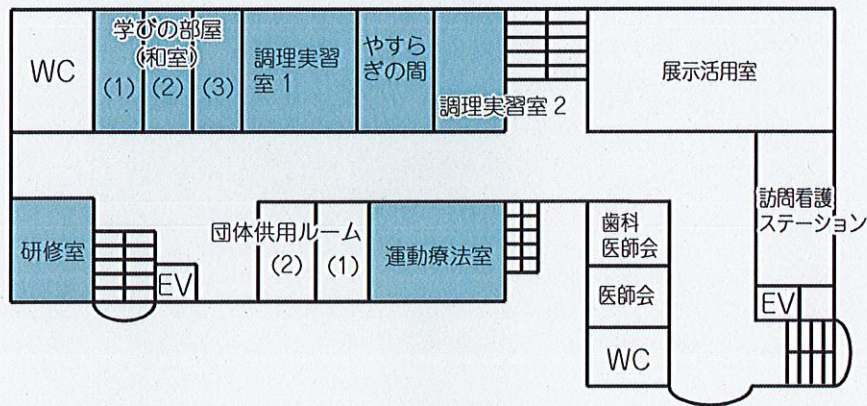 WC
学びの部屋
(和室)
(1) (2) (3)
調理実習
室1
やすら
ぎの間
調理実習室2
展示活用室
研修室
EV
団体供用ルーム
(2) (1)
運動療法室
歯科
医師会
医師会
WC
訪問看護
ステーション
EV